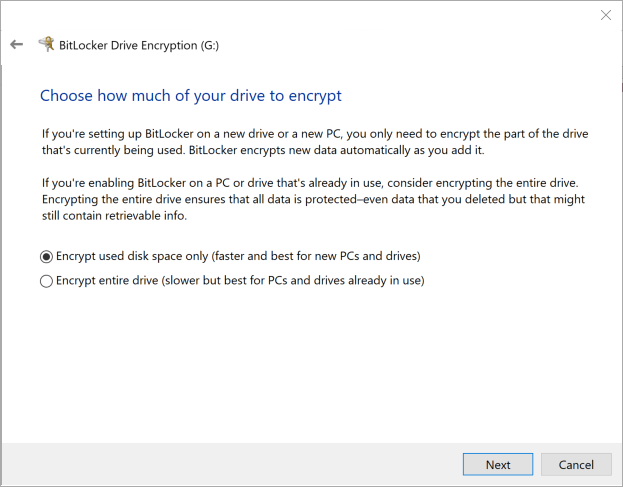 BitLocker Drive Encryption (G:)
Choose how much of your drive to encrypt
If you're setting up BitLocker on a new drive or a new PC, you only need to encrypt the part of the drive
that's currently being used. BitLocker encrypts new data automatically as you add it.
If you're enabling BitLocker on a PC or drive that's already in use, consider encrypting the entire drive.
Encrypting the entire drive ensures that all data is protected–even data that you deleted but that might
still contain retrievable info.
Encrypt used disk space only (faster and best for new PCs and drives)
Encrypt entire drive (slower but best for PCs and drives already in use)
Next
Cancel